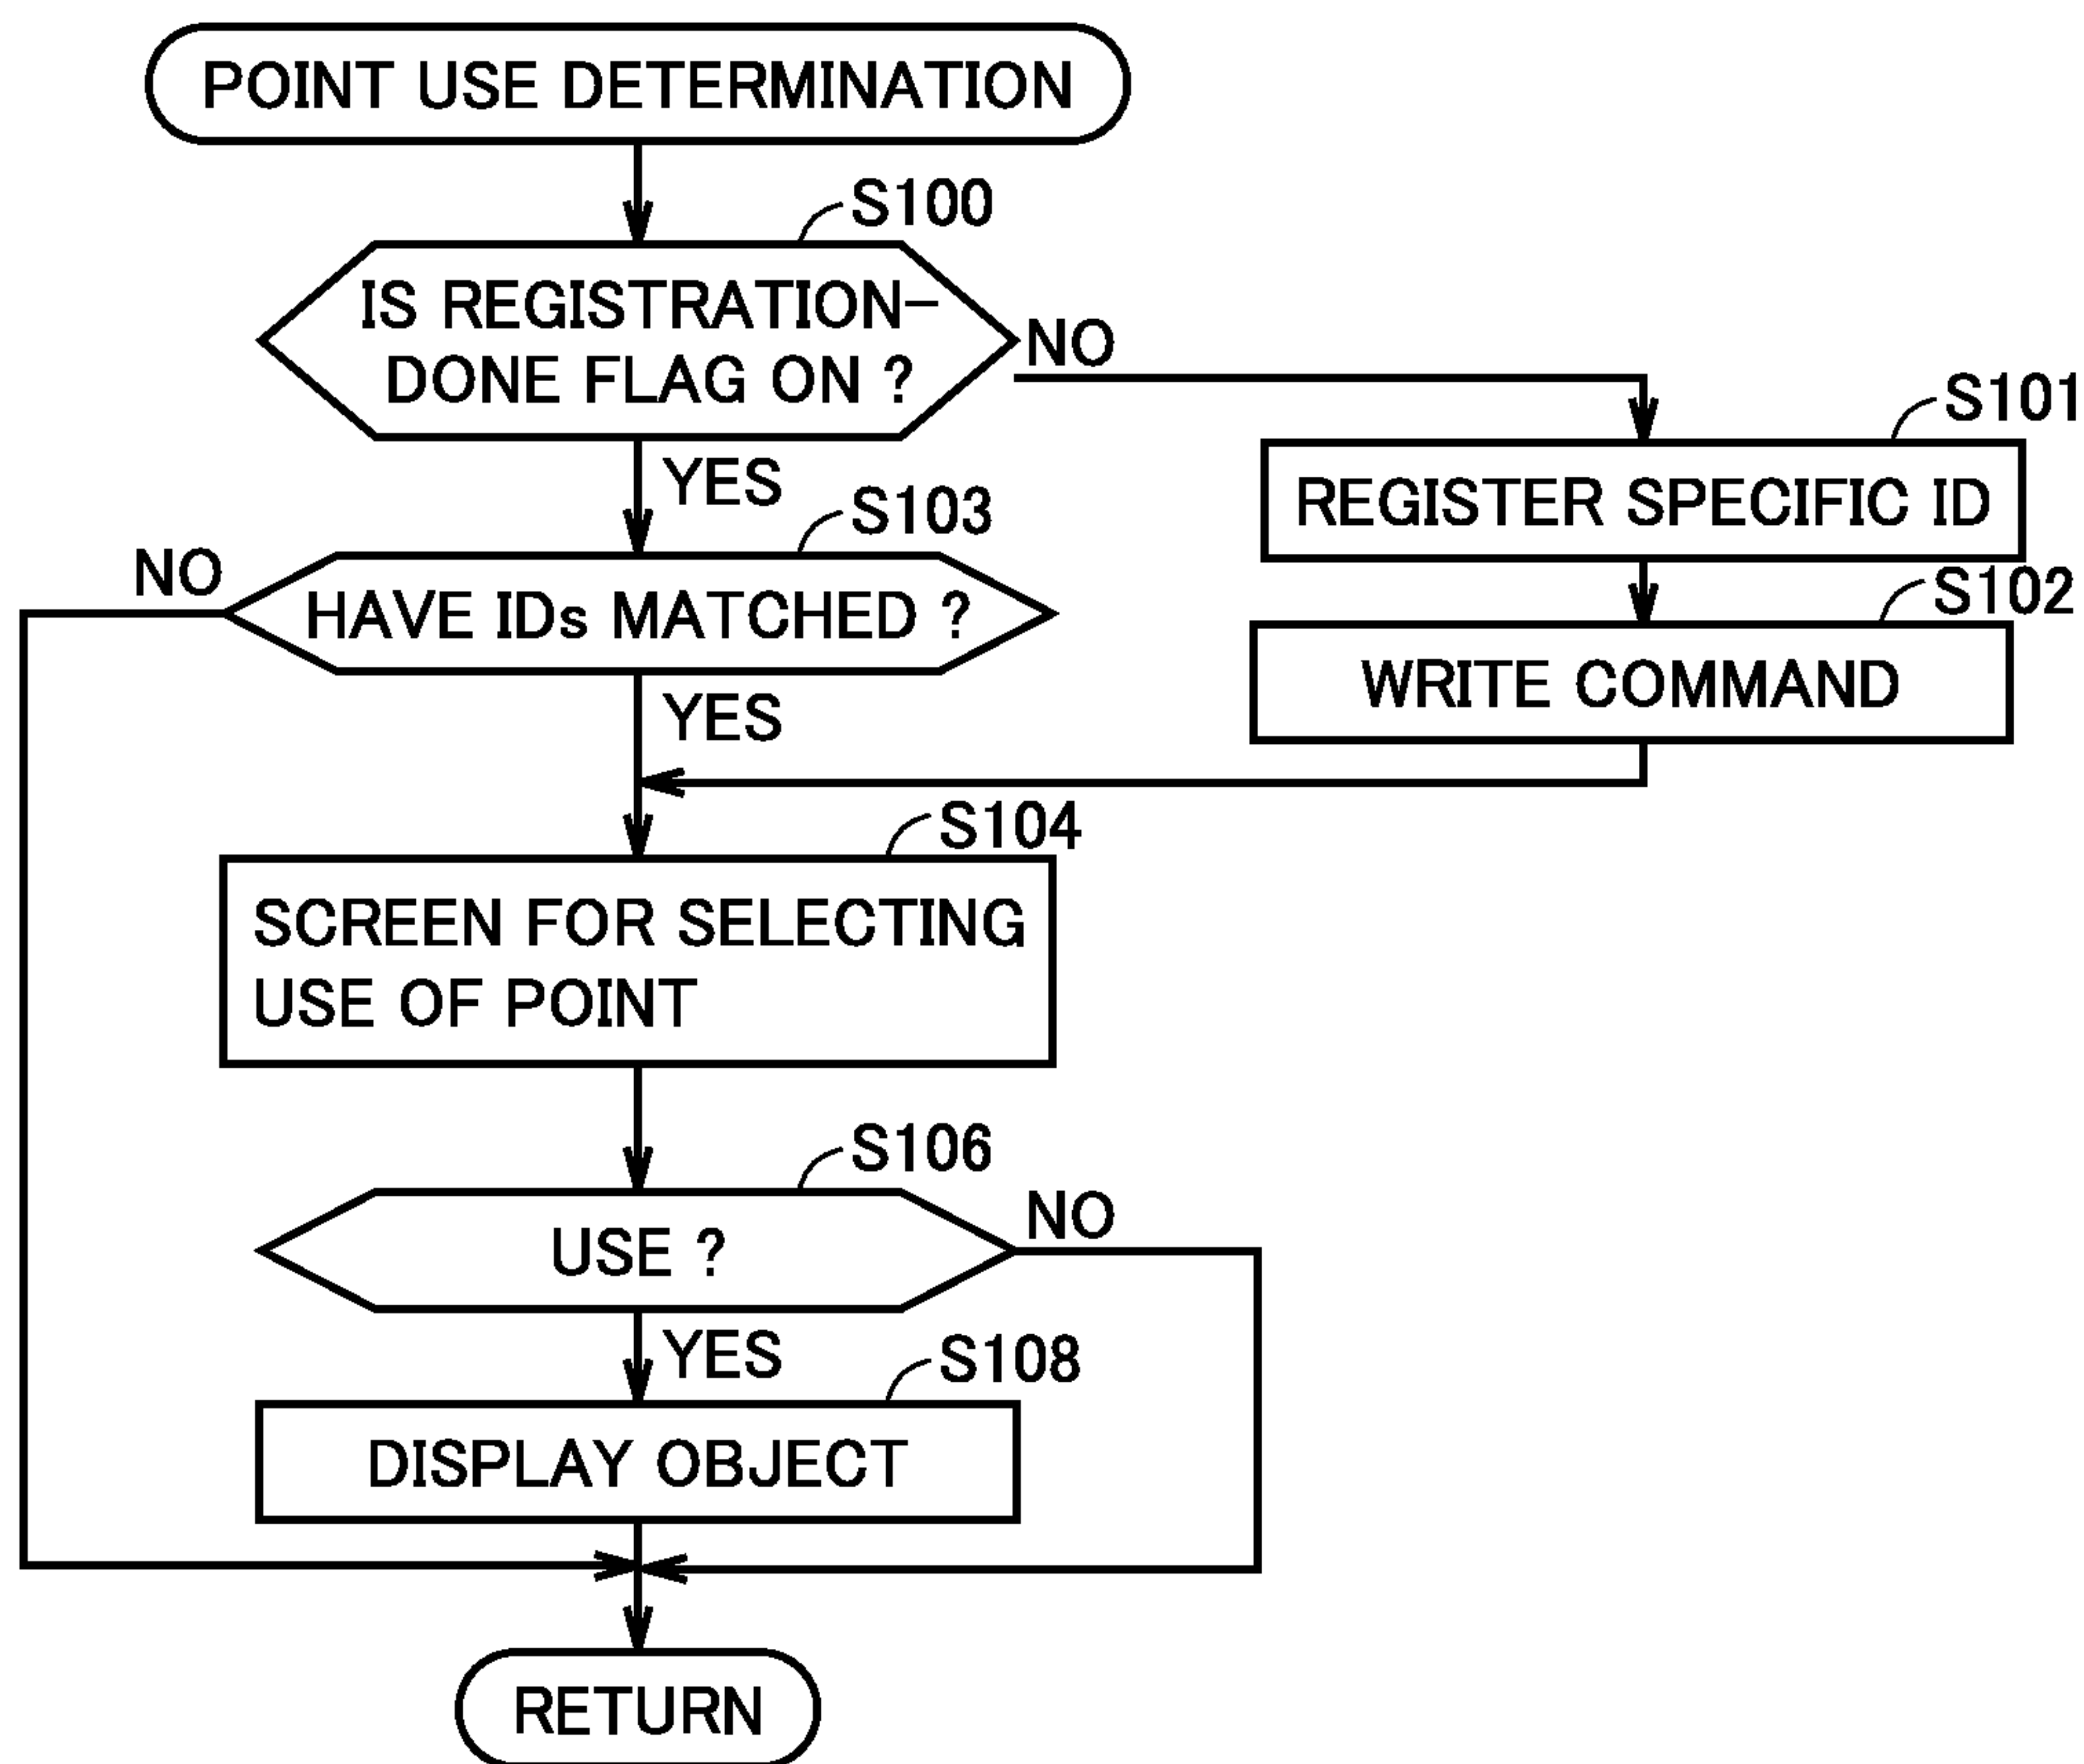 POINT USE DETERMINATION
S100
IS REGISTRATION-
DONE FLAG ON ?
NO
S101
REGISTER SPECIFIC ID
YES
S103
NO
HAVE IDs MATCHED ?
S102
WRITE COMMAND
YES
S104
SCREEN FOR SELECTING
USE OF POINT
S106
USE ?
NO
YES
S108
DISPLAY OBJECT
RETURN